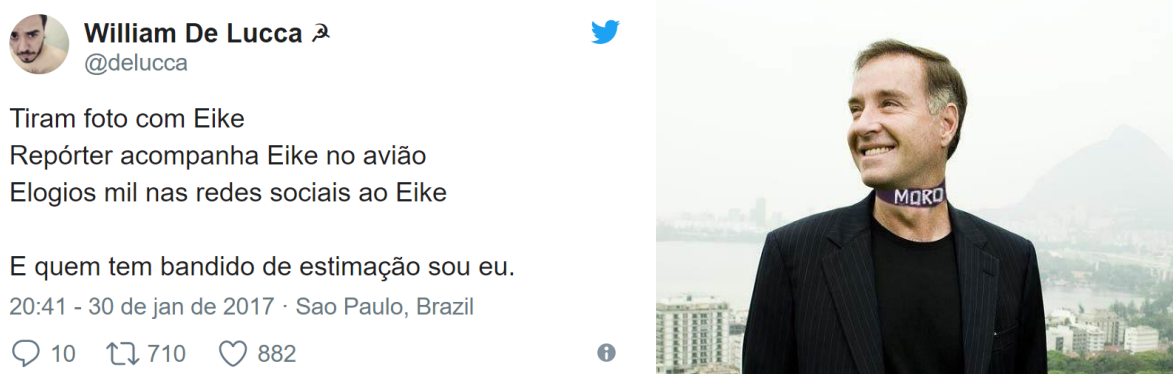 William De Lucca ☭
@delucca
Tiram foto com Eike
Repórter acompanha Eike no avião
Elogios mil nas redes sociais ao Eike
E quem tem bandido de estimação sou eu.
20:41 - 30 de jan de 2017 · Sao Paulo, Brazil
10 710 882
MORO